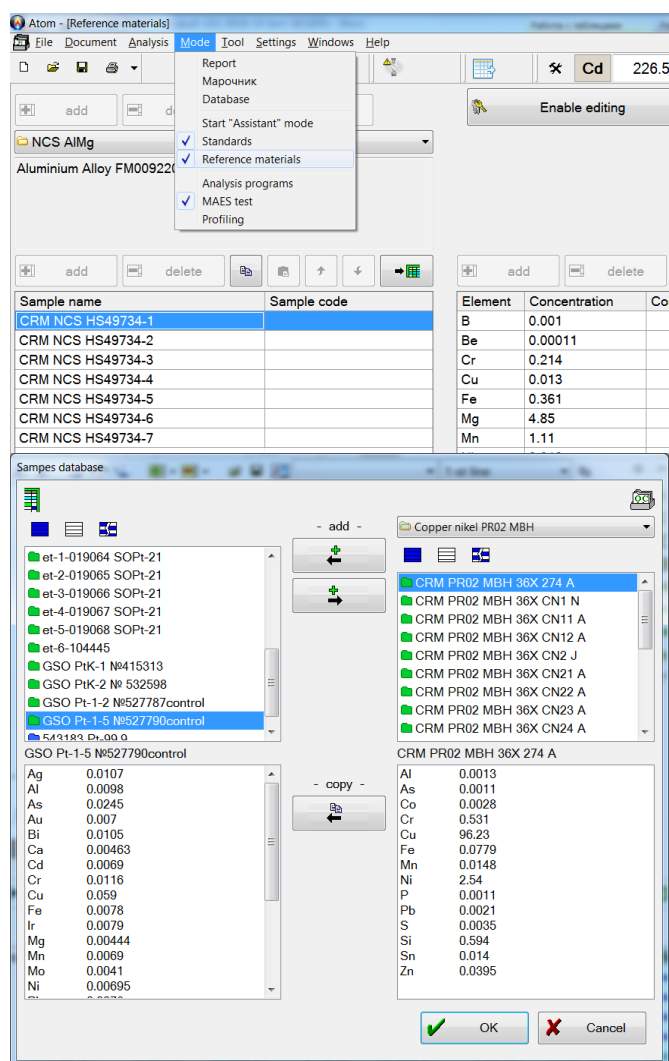 Atom - [Reference materials]
File Document Analysis Mode Tool Settings Windows Help
Report
Марочник
Database
Start "Assistant" mode
Standards
Reference materials
Analysis programs
MAES test
Profiling
Cd 226.5
add
Enable editing
NCS AlMg
Aluminium Alloy FM00922
add delete
add delete
Sample name Sample code
Element Concentration Co
CRM NCS HS49734-1
B 0.001
CRM NCS HS49734-2
Be 0.00011
CRM NCS HS49734-3
Cr 0.214
CRM NCS HS49734-4
Cu 0.013
CRM NCS HS49734-5
Fe 0.361
CRM NCS HS49734-6
Mg 4.85
CRM NCS HS49734-7
Mn 1.11
Sampes database
- add -
Copper nikel PR02 MBH
et-1-019064 SOPt-21
et-2-019065 SOPt-21
et-3-019066 SOPt-21
et-4-019067 SOPt-21
et-5-019068 SOPt-21
et-6-104445
GSO PtK-1 №415313
GSO PtK-2 № 532598
GSO Pt-1-2 №527787control
GSO Pt-1-5 №527790control
543183 Pt-99.9
CRM PR02 MBH 36X 274 A
CRM PR02 MBH 36X CN1 N
CRM PR02 MBH 36X CN11 A
CRM PR02 MBH 36X CN12 A
CRM PR02 MBH 36X CN2 J
CRM PR02 MBH 36X CN21 A
CRM PR02 MBH 36X CN22 A
CRM PR02 MBH 36X CN23 A
CRM PR02 MBH 36X CN24 A
GSO Pt-1-5 №527790control
CRM PR02 MBH 36X 274 A
- copy -
Ag 0.0107
Al 0.0098
As 0.0245
Au 0.007
Bi 0.0105
Ca 0.00463
Cd 0.0069
Cr 0.0116
Cu 0.059
Fe 0.0078
Ir 0.0079
Mg 0.00444
Mn 0.0069
Mo 0.0041
Ni 0.00695
Al 0.0013
As 0.0011
Co 0.0028
Cr 0.531
Cu 96.23
Fe 0.0779
Mn 0.0148
Ni 2.54
P 0.0011
Pb 0.0021
S 0.0035
Si 0.594
Sn 0.014
Zn 0.0395
OK
Cancel